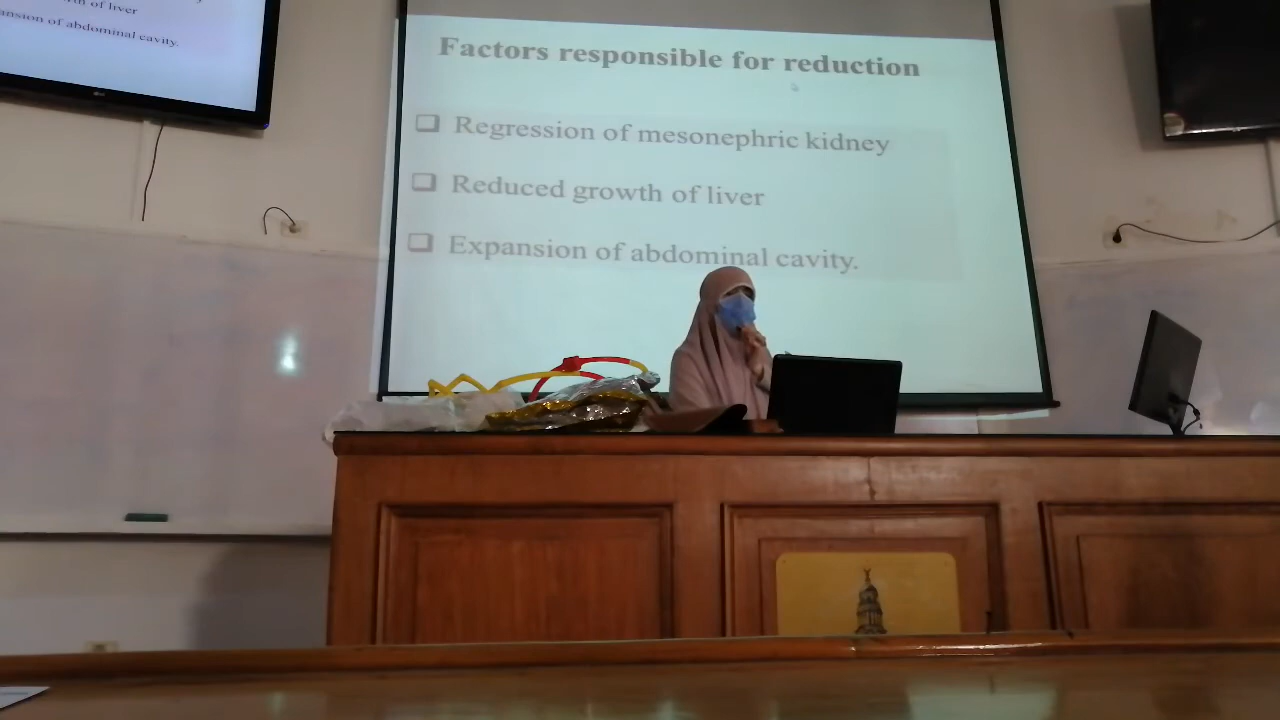 th of liver
ansion of abdominal cavity.
Factors responsible for reduction
❑ Regression of mesonephric kidney
❑ Reduced growth of liver
❑ Expansion of abdominal cavity.